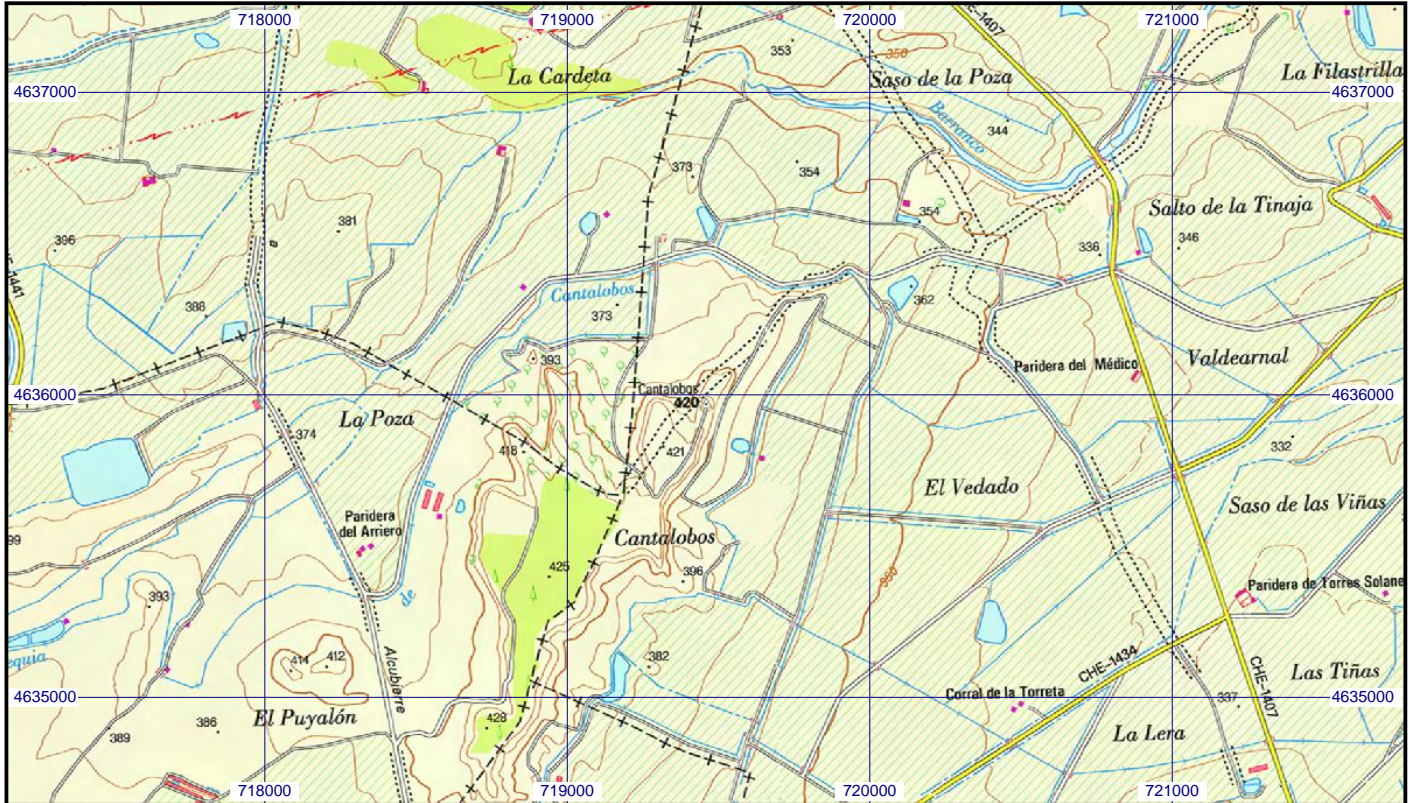 718000
719000
720000
721000
CHE-1407
353
350
La Cardeta
Saso de la Poza
La Filastrilla
4637000
4637000
Barranco
344
373
354
381
354
Salto de la Tinaja
396
346
336
1441
Cantalobos
362
388
373
393
Paridera del Médico
Valdearnal
4636000
Cantalobos
420
4636000
La Poza
374
418
421
332
El Vedado
Saso de las Viñas
Paridera
del Arriero
99
Cantalobos
425
396
350
Paridera de Torres Solane
393
de
equia
414
412
382
Alcubierre
CHE-1434
CHE-1407
Las Tiñas
4635000
Corral de la Torreta
4635000
337
El Puyalón
428
386
389
La Lera
718000
719000
720000
721000